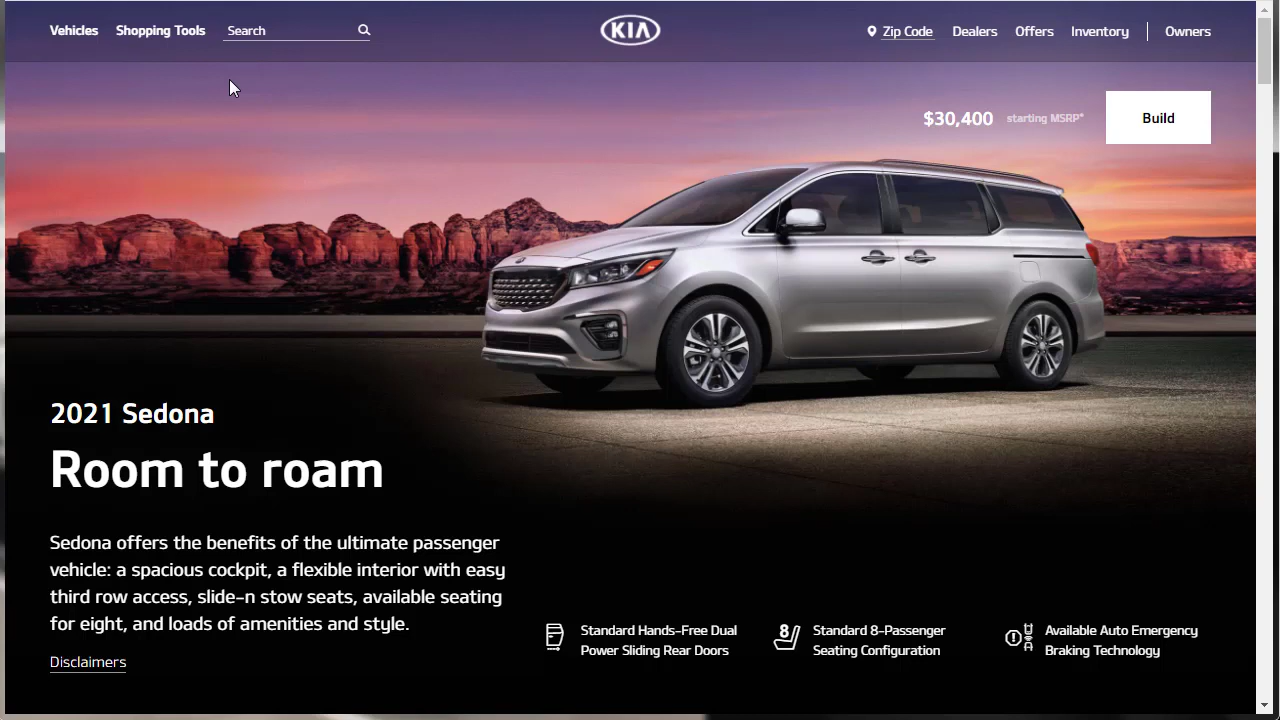 Vehicles
Shopping Tools
Search
KIA
Zip Code
Dealers
Offers
Inventory
Owners
$30,400
starting MSRP*
Build
2021 Sedona
Room to roam
Sedona offers the benefits of the ultimate passenger
vehicle: a spacious cockpit, a flexible interior with easy
third row access, slide-n stow seats, available seating
for eight, and loads of amenities and style.
Disclaimers
Standard Hands-Free Dual
Power Sliding Rear Doors
8
Standard 8-Passenger
Seating Configuration
Available Auto Emergency
Braking Technology